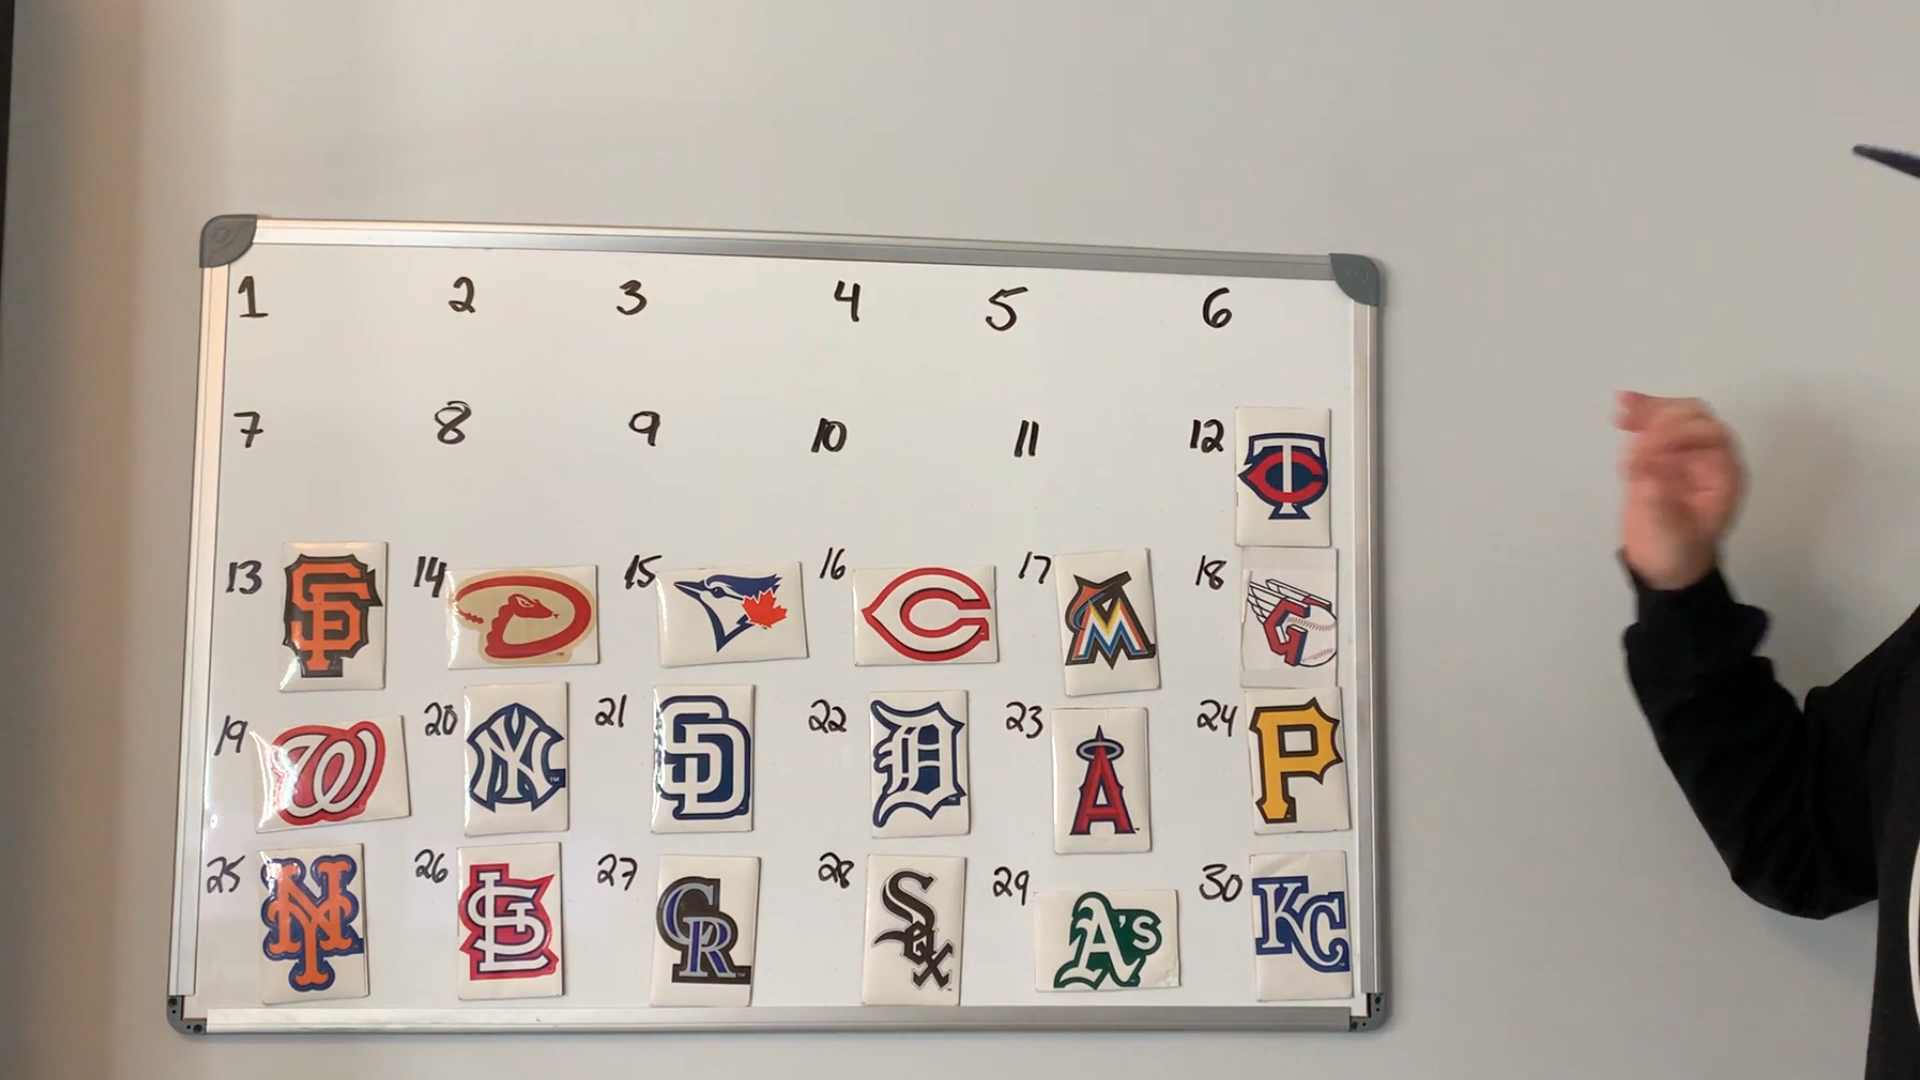 1 2 3 4 5 6
7 8 9 10 11 12 TC
13 SF 14 D 15 16 C 17 M 18 G
19 W 20 NY 21 SD 22 D 23 A 24 P
25 NY 26 STL 27 CR 28 Sox 29 A's 30 KC